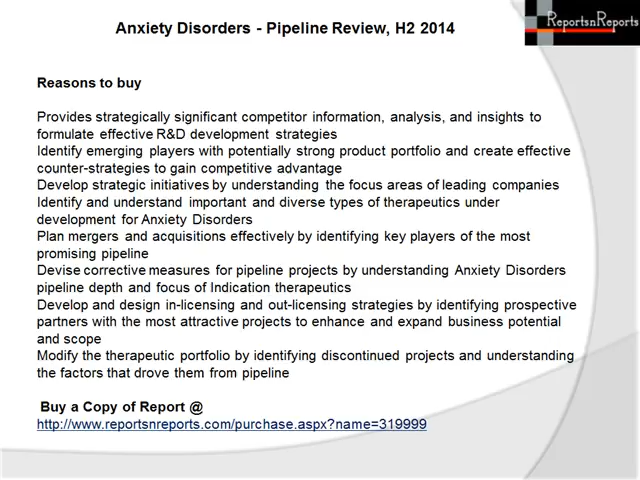 Anxiety Disorders - Pipeline Review, H2 2014
ReportsnReports
Reasons to buy
Provides strategically significant competitor information, analysis, and insights to
formulate effective R&D development strategies
Identify emerging players with potentially strong product portfolio and create effective
counter-strategies to gain competitive advantage
Develop strategic initiatives by understanding the focus areas of leading companies
Identify and understand important and diverse types of therapeutics under
development for Anxiety Disorders
Plan mergers and acquisitions effectively by identifying key players of the most
promising pipeline
Devise corrective measures for pipeline projects by understanding Anxiety Disorders
pipeline depth and focus of Indication therapeutics
Develop and design in-licensing and out-licensing strategies by identifying prospective
partners with the most attractive projects to enhance and expand business potential
and scope
Modify the therapeutic portfolio by identifying discontinued projects and understanding
the factors that drove them from pipeline
Buy a Copy of Report @
http://www.reportsnreports.com/purchase.aspx?name=319999